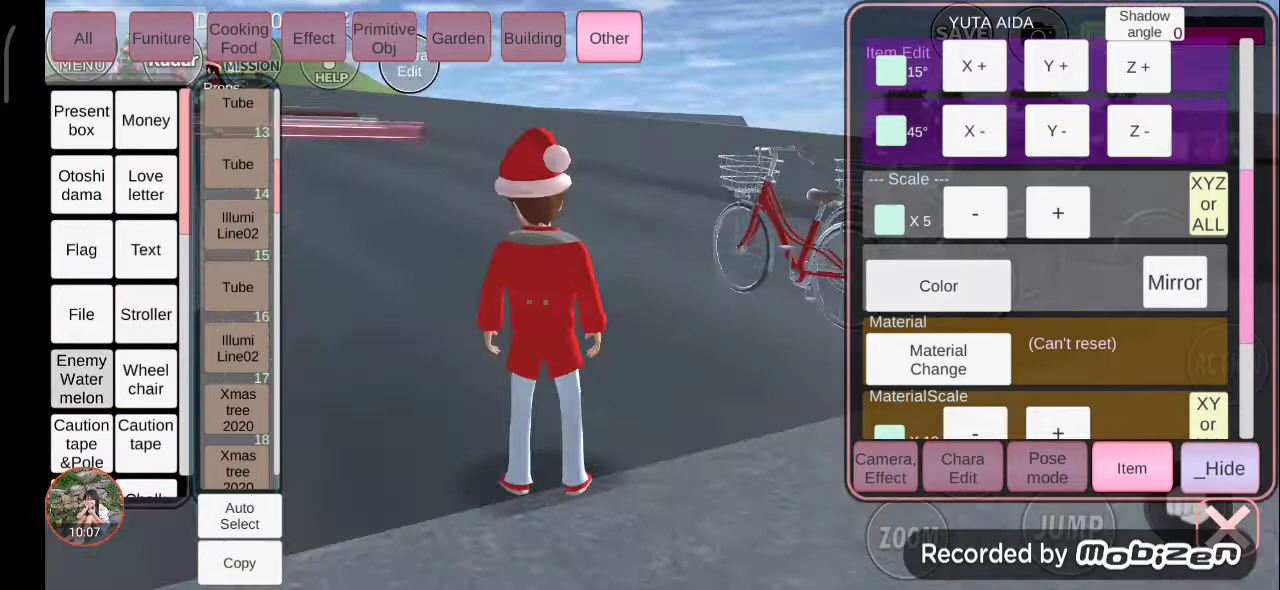 All
Funiture
Cooking
Food
Effect
Primitive
Obj
Garden
Building
Other
MENU
Radar
MISSION
HELP
Edit
Props
Present
box
Money
Otoshi
dama
Love
letter
Flag
Text
File
Stroller
Enemy
Water
melon
Wheel
chair
Caution
tape
&Pole
Caution
tape
10:07
Tube
13
Tube
14
Illumi
Line02
15
Tube
16
Illumi
Line02
17
Xmas
tree
2020
18
Xmas
tree
2020
Auto
Select
Copy
SAVE
YUTA AIDA
Shadow
angle 0
Item Edit
15°
X +
Y +
Z +
45°
X -
Y -
Z -
--- Scale ---
X 5
-
+
XYZ
or
ALL
Color
Mirror
Material
Material
Change
(Can't reset)
MaterialScale
-
+
XY
or
Camera,
Effect
Chara
Edit
Pose
mode
Item
_Hide
ACTION
ZOOM
JUMP
Recorded by Mobizen